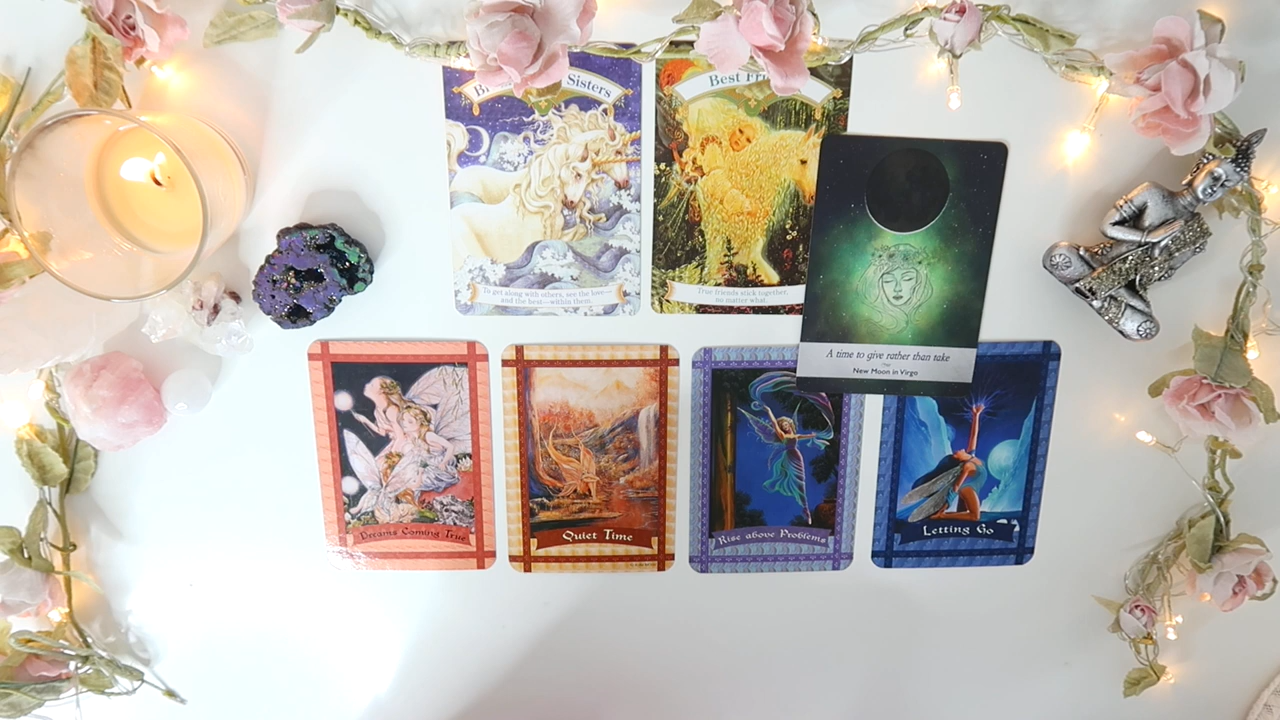 Sisters
To get along with others, see the love—
and the best—within them.
Best Fri
True friends stick together,
no matter what.
A time to give rather than take
New Moon in Virgo
Dreams Coming True
Quiet Time
Rise above Problems
Letting Go